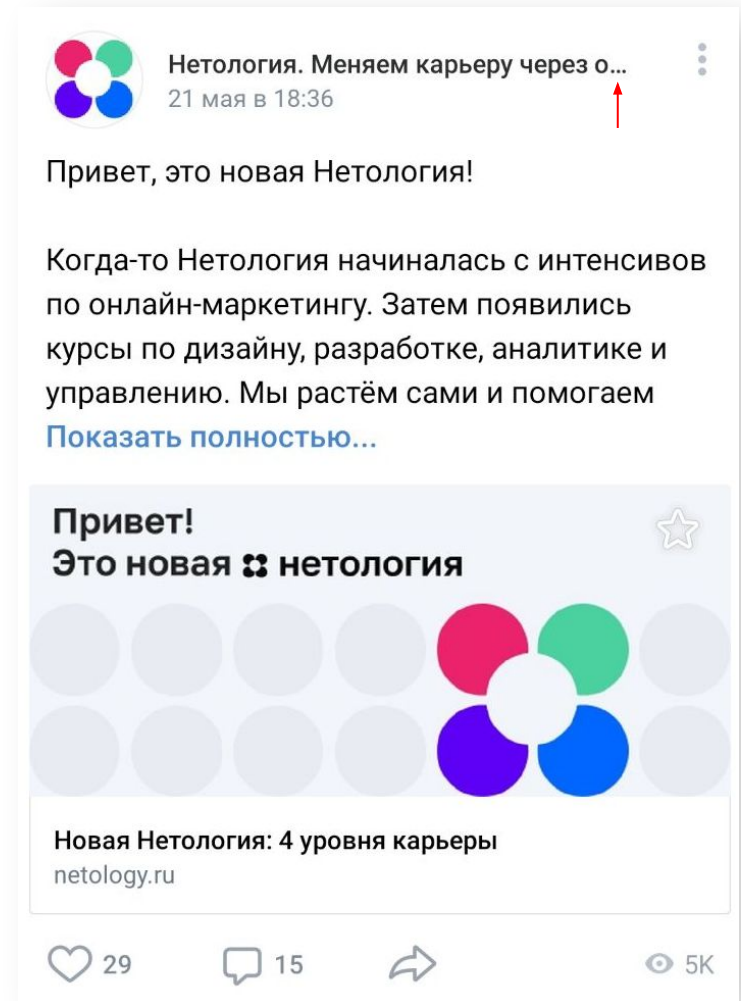 Нетология. Меняем карьеру через о...
21 мая в 18:36
Привет, это новая Нетология!
Когда-то Нетология начиналась с интенсивов
по онлайн-маркетингу. Затем появились
курсы по дизайну, разработке, аналитике и
управлению. Мы растём сами и помогаем
Показать полностью...
Привет!
Это новая нетология
Новая Нетология: 4 уровня карьеры
netology.ru
29
15
5K